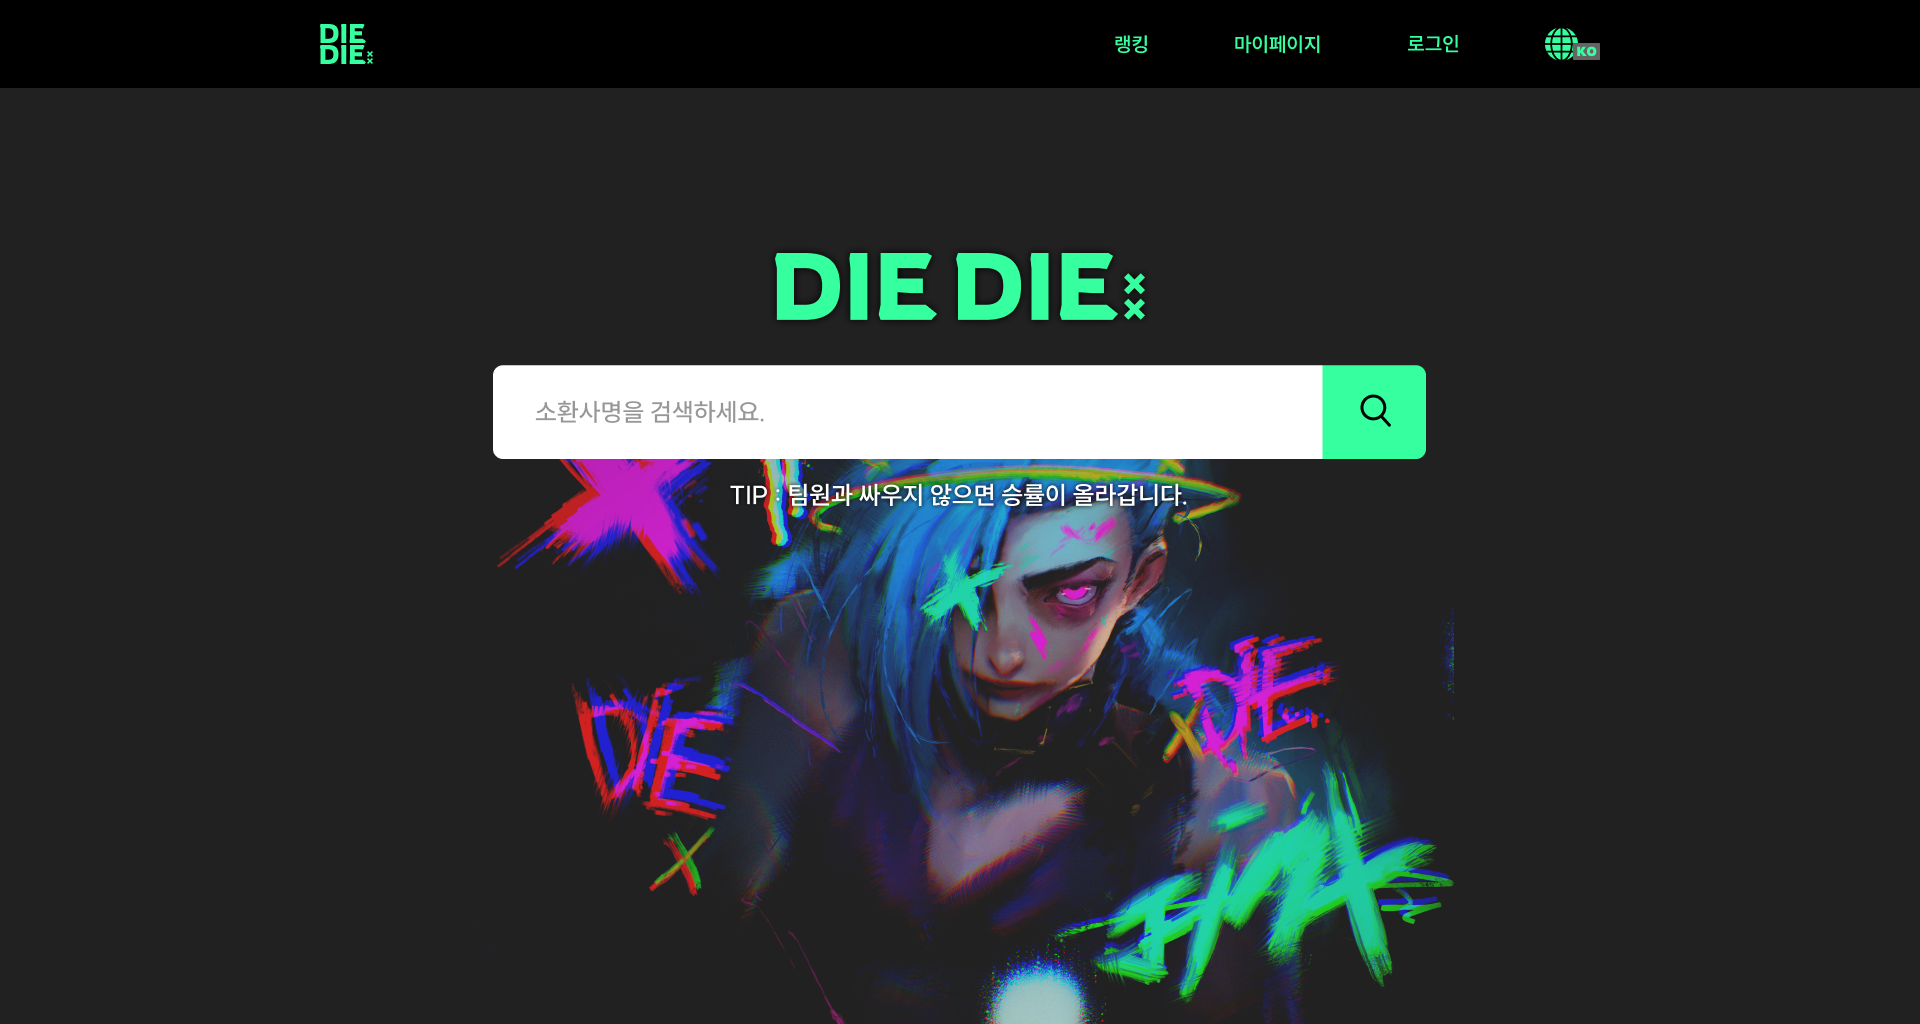 DIE
DIE
랭킹
마이페이지
로그인
KO
DIE DIE
소환사명을 검색하세요.
TIP : 팀원과 싸우지 않으면 승률이 올라갑니다.
DIE
DIE
JINX